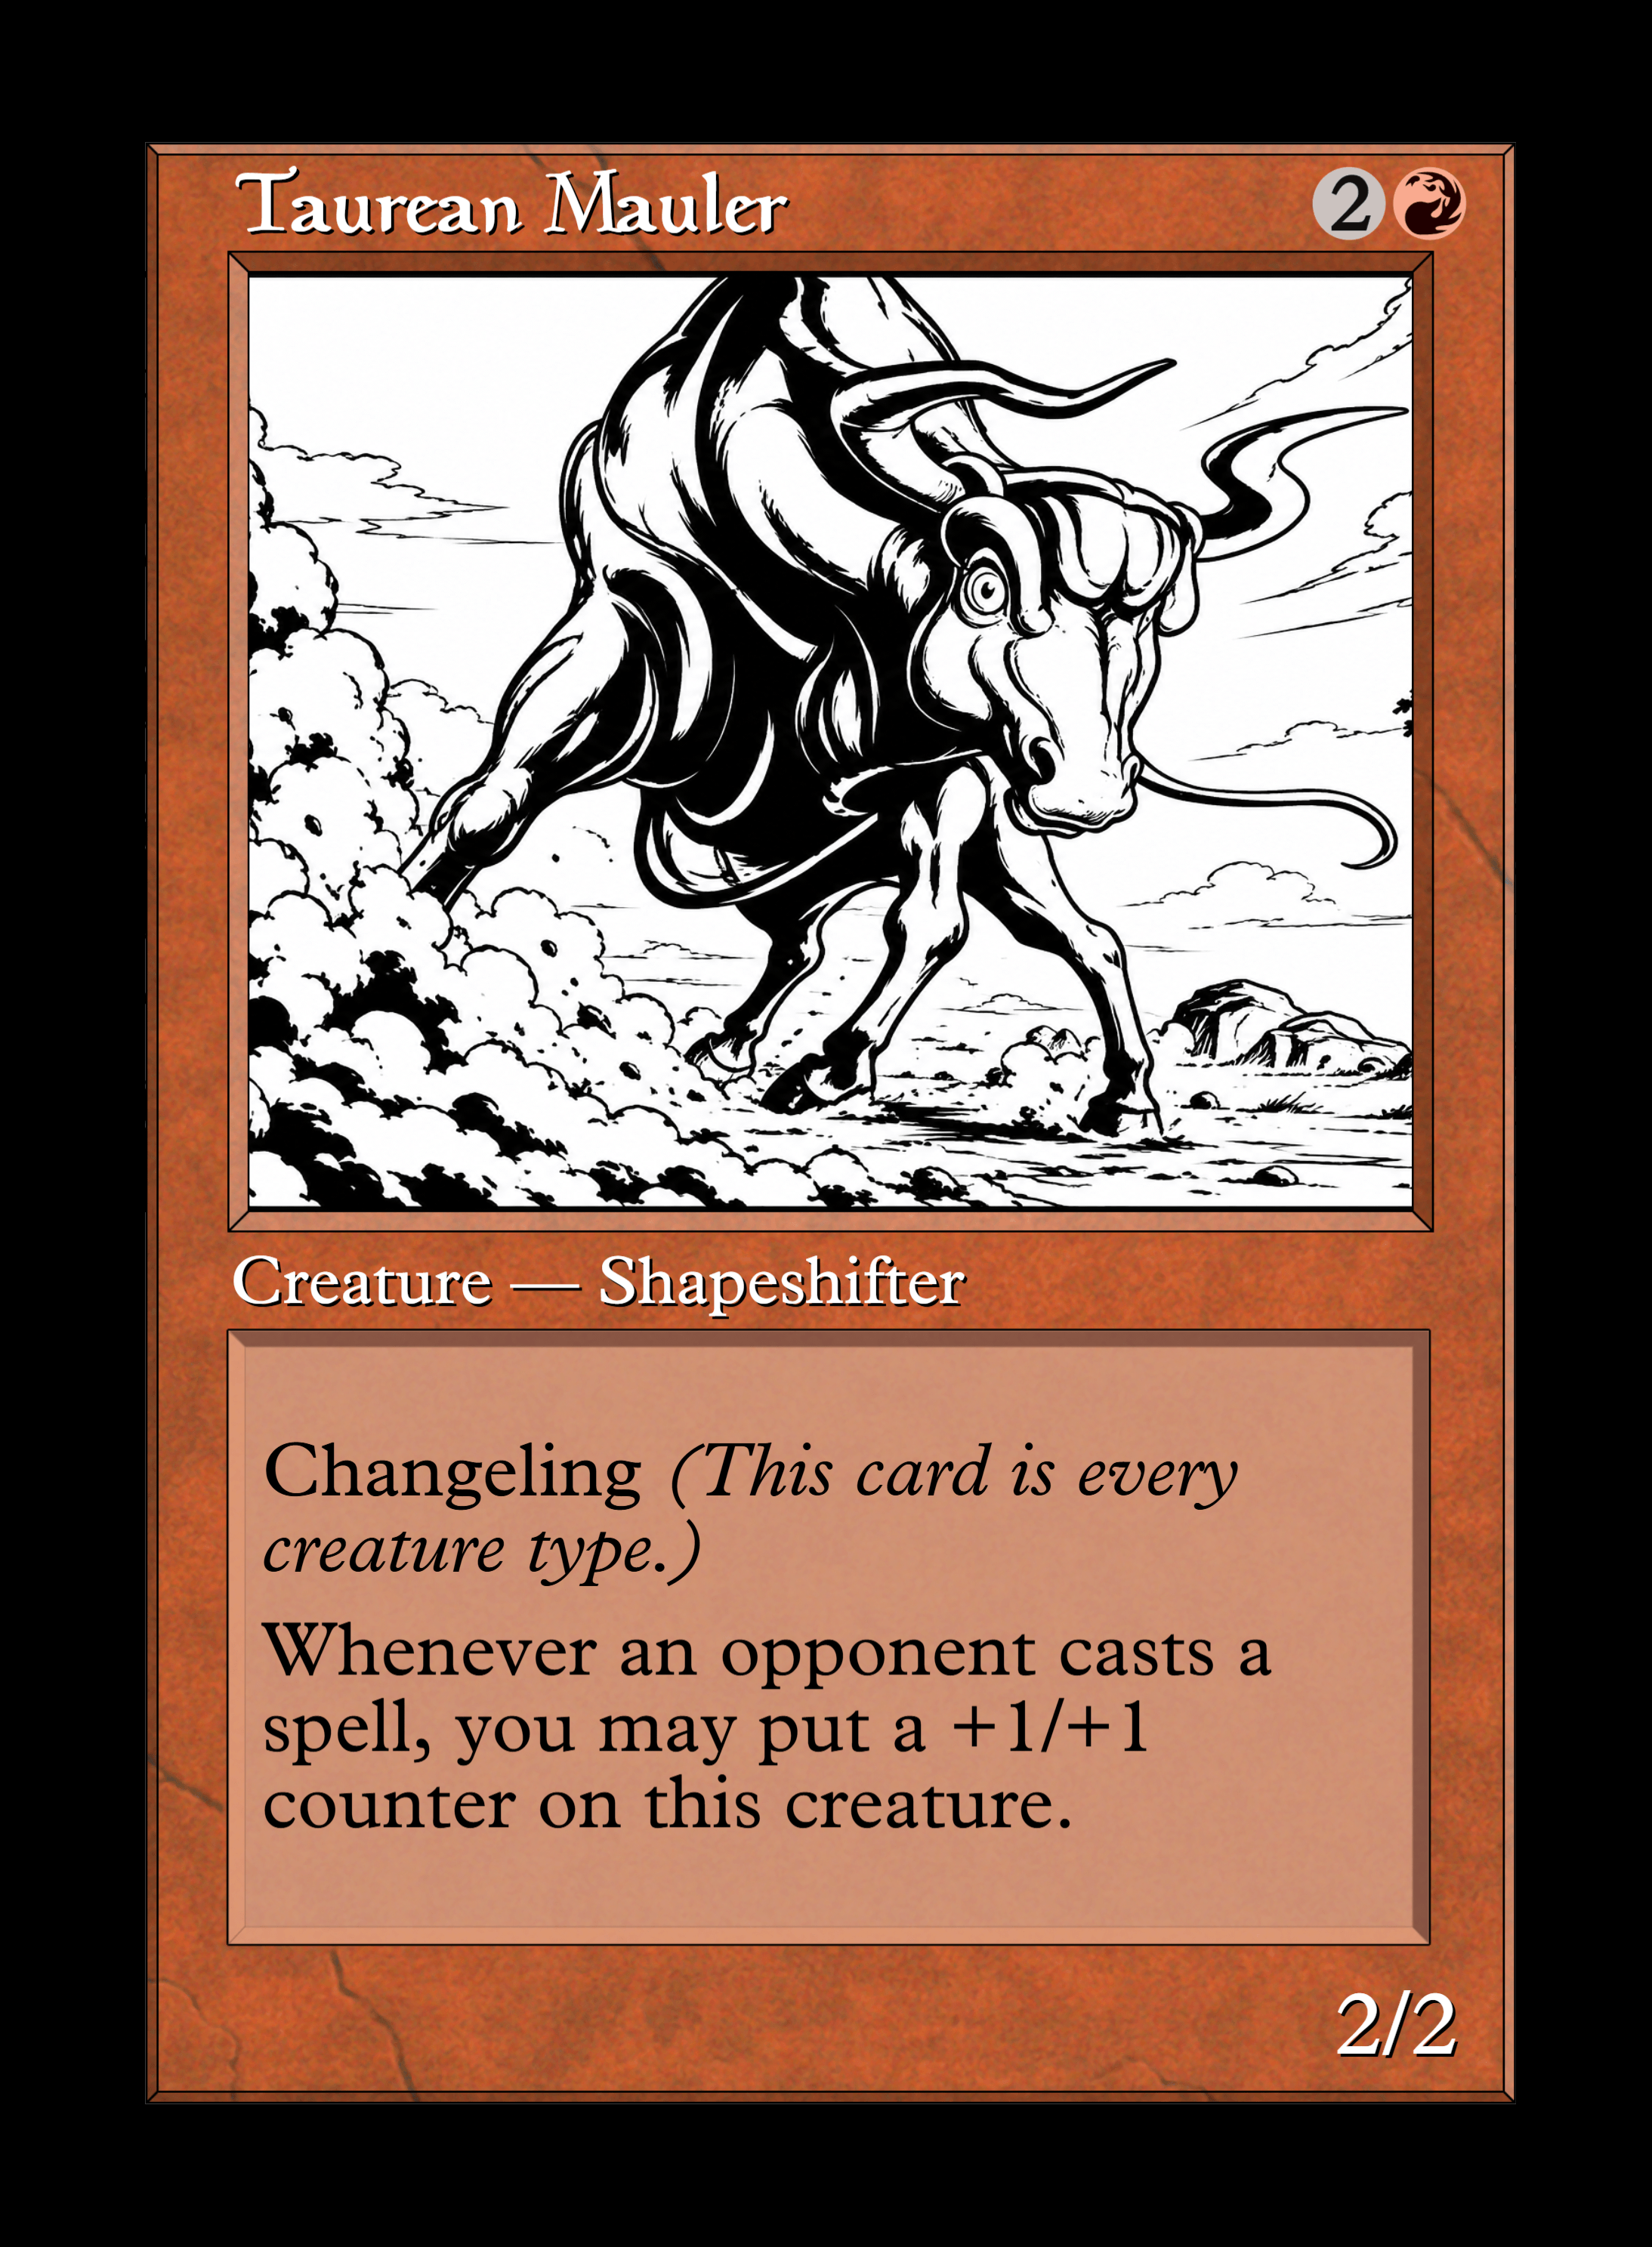 Taurean Mauler 2
Creature — Shapeshifter
Changeling (This card is every
creature type.)
Whenever an opponent casts a
spell, you may put a +1/+1
counter on this creature.
2/2